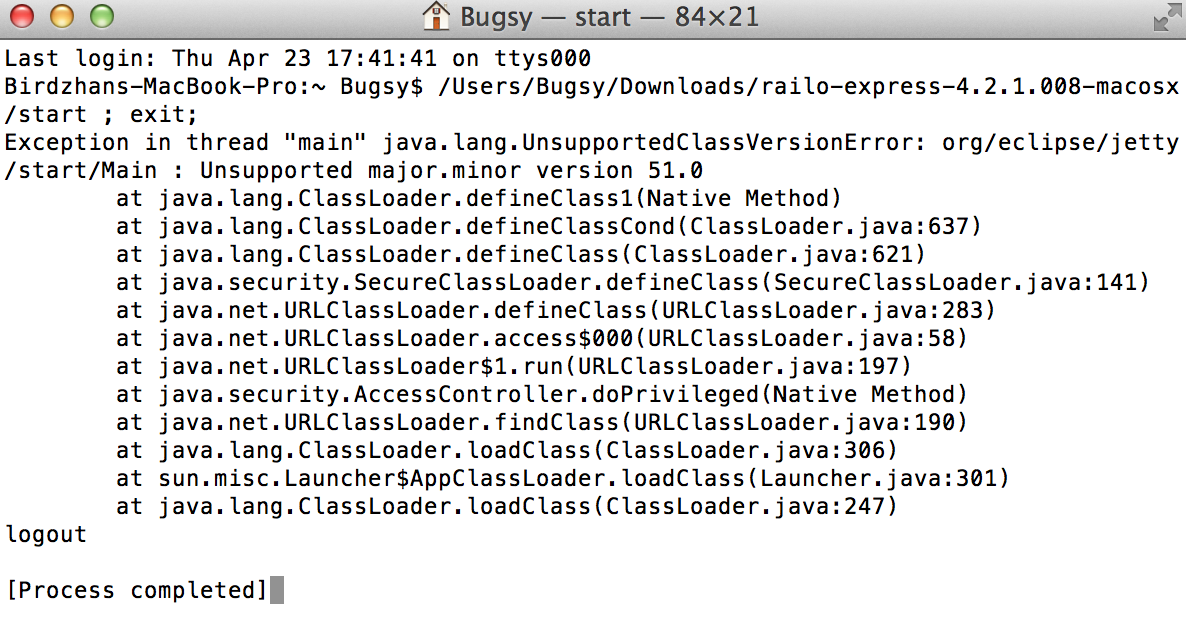 Bugsy — start — 84×21
Last login: Thu Apr 23 17:41:41 on ttys000
Birdzhans-MacBook-Pro:~ Bugsy$ /Users/Bugsy/Downloads/railo-express-4.2.1.008-macosx
/start ; exit;
Exception in thread "main" java.lang.UnsupportedClassVersionError: org/eclipse/jetty
/start/Main : Unsupported major.minor version 51.0
        at java.lang.ClassLoader.defineClass1(Native Method)
        at java.lang.ClassLoader.defineClassCond(ClassLoader.java:637)
        at java.lang.ClassLoader.defineClass(ClassLoader.java:621)
        at java.security.SecureClassLoader.defineClass(SecureClassLoader.java:141)
        at java.net.URLClassLoader.defineClass(URLClassLoader.java:283)
        at java.net.URLClassLoader.access$000(URLClassLoader.java:58)
        at java.net.URLClassLoader$1.run(URLClassLoader.java:197)
        at java.security.AccessController.doPrivileged(Native Method)
        at java.net.URLClassLoader.findClass(URLClassLoader.java:190)
        at java.lang.ClassLoader.loadClass(ClassLoader.java:306)
        at sun.misc.Launcher$AppClassLoader.loadClass(Launcher.java:301)
        at java.lang.ClassLoader.loadClass(ClassLoader.java:247)
logout
[Process completed]